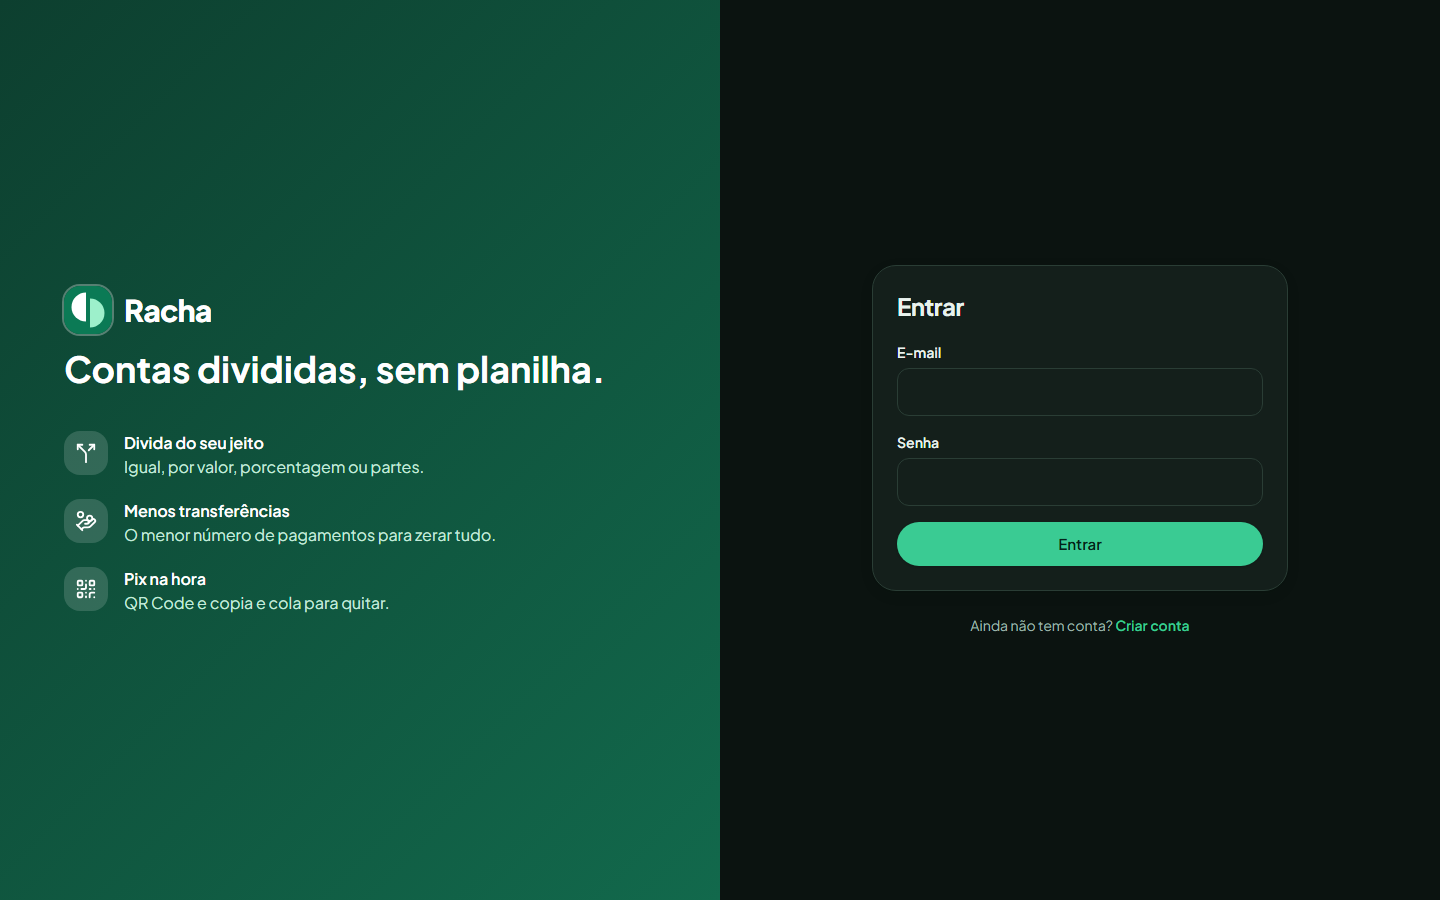 Racha
Contas divididas, sem planilha.
Divida do seu jeito
Igual, por valor, porcentagem ou partes.
Menos transferências
O menor número de pagamentos para zerar tudo.
Pix na hora
QR Code e copia e cola para quitar.
Entrar
E-mail
Senha
Entrar
Ainda não tem conta? Criar conta